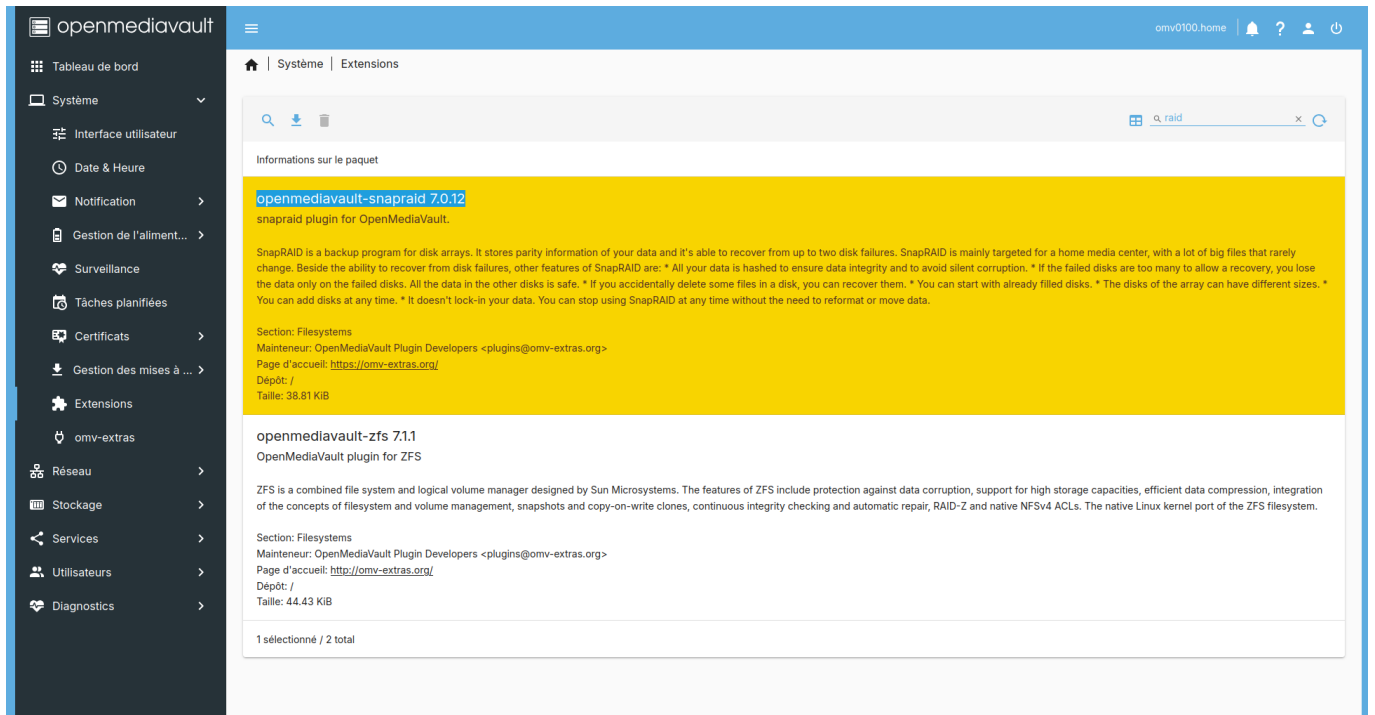 openmediavault
omv0100.home
Tableau de bord
Système
Interface utilisateur
Date & Heure
Notification
Gestion de l'aliment...
Surveillance
Tâches planifiées
Certificats
Gestion des mises à ...
Extensions
omv-extras
Réseau
Stockage
Services
Utilisateurs
Diagnostics
Système | Extensions
raid
Informations sur le paquet
openmediavault-snapraid 7.0.12
snapraid plugin for OpenMediaVault.
SnapRAID is a backup program for disk arrays. It stores parity information of your data and it's able to recover from up to two disk failures. SnapRAID is mainly targeted for a home media center, with a lot of big files that rarely
change. Beside the ability to recover from disk failures, other features of SnapRAID are: * All your data is hashed to ensure data integrity and to avoid silent corruption. * If the failed disks are too many to allow a recovery, you lose
the data only on the failed disks. All the data in the other disks is safe. * If you accidentally delete some files in a disk, you can recover them. * You can start with already filled disks. * The disks of the array can have different sizes. *
You can add disks at any time. * It doesn't lock-in your data. You can stop using SnapRAID at any time without the need to reformat or move data.
Section: Filesystems
Mainteneur: OpenMediaVault Plugin Developers <plugins@omv-extras.org>
Page d'accueil: https://omv-extras.org/
Dépôt: /
Taille: 38.81 KiB
openmediavault-zfs 7.1.1
OpenMediaVault plugin for ZFS
ZFS is a combined file system and logical volume manager designed by Sun Microsystems. The features of ZFS include protection against data corruption, support for high storage capacities, efficient data compression, integration
of the concepts of filesystem and volume management, snapshots and copy-on-write clones, continuous integrity checking and automatic repair, RAID-Z and native NFSv4 ACLs. The native Linux kernel port of the ZFS filesystem.
Section: Filesystems
Mainteneur: OpenMediaVault Plugin Developers <plugins@omv-extras.org>
Page d'accueil: http://omv-extras.org/
Dépôt: /
Taille: 44.43 KiB
1 sélectionné / 2 total